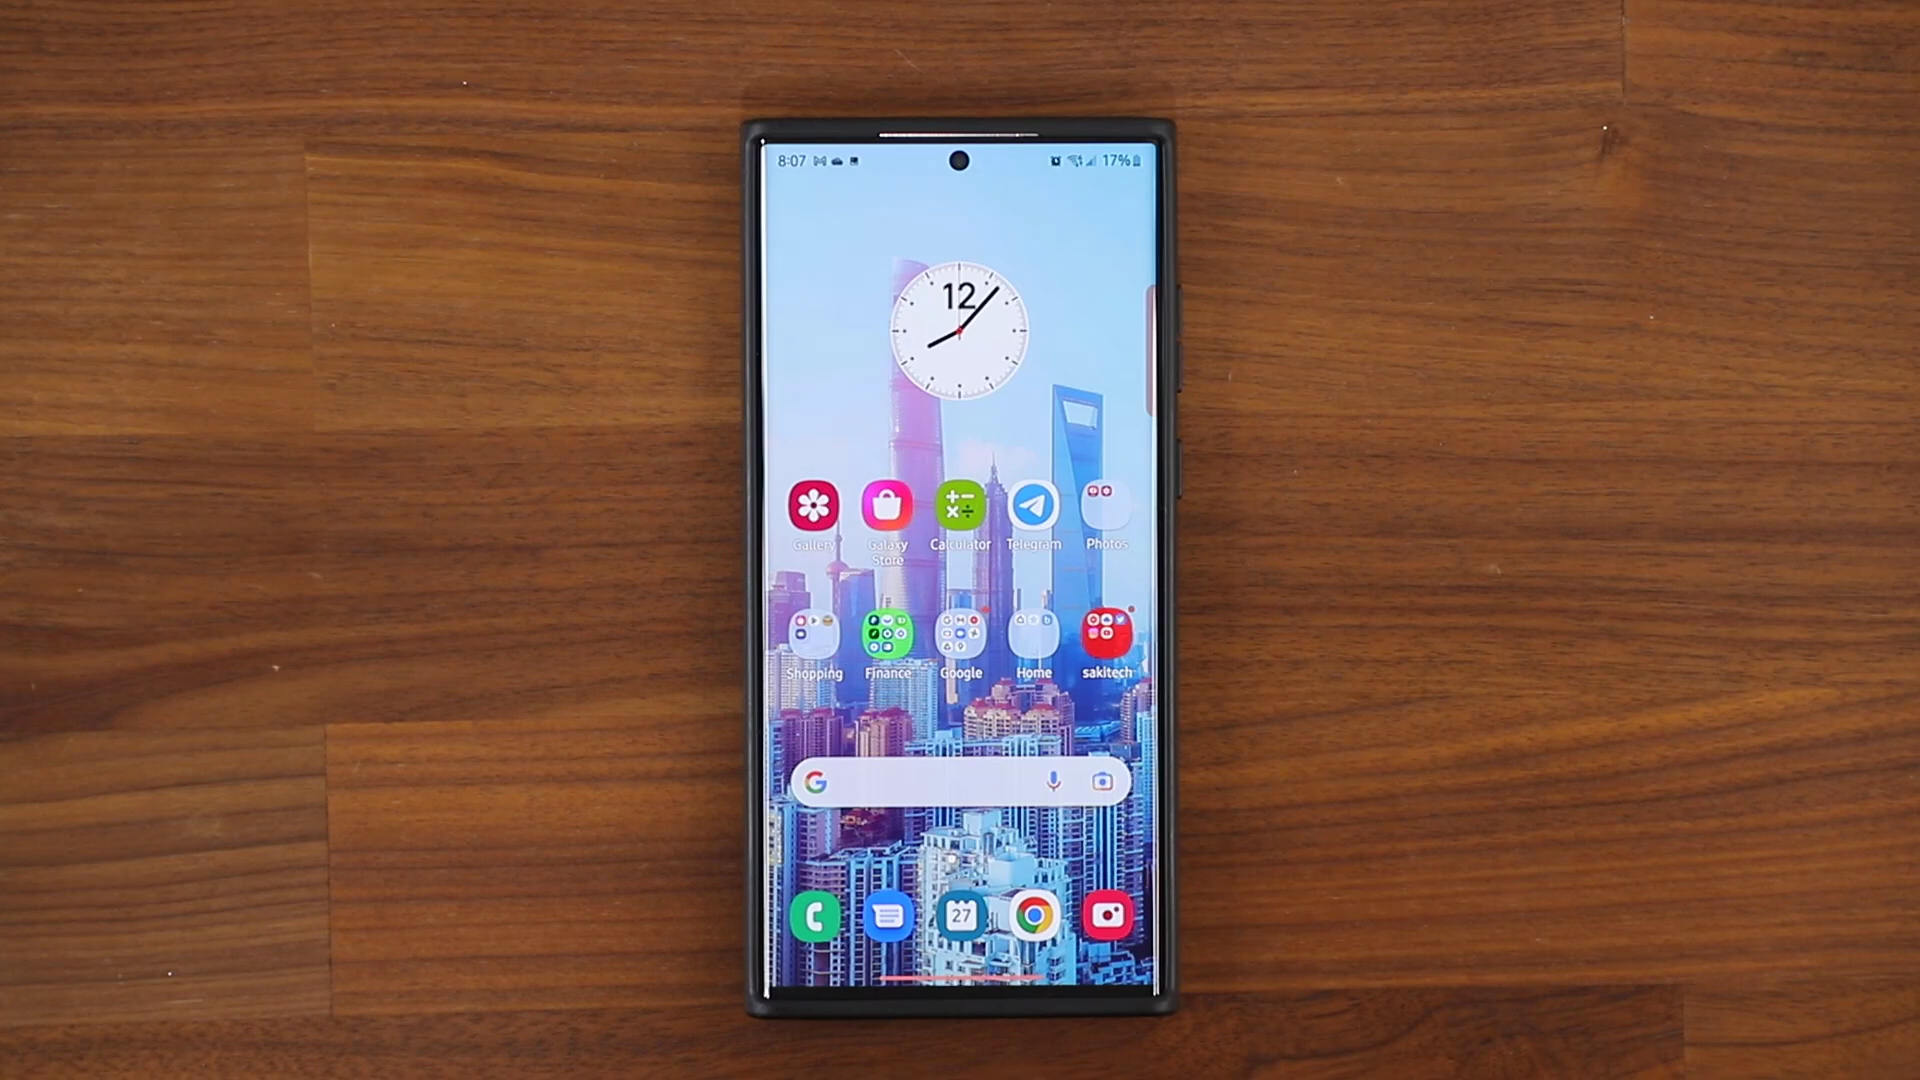 8:07 17%
12
Gallery Galaxy Store Calculator Telegram Photos
Shopping Finance Google Home sakitech
G
27